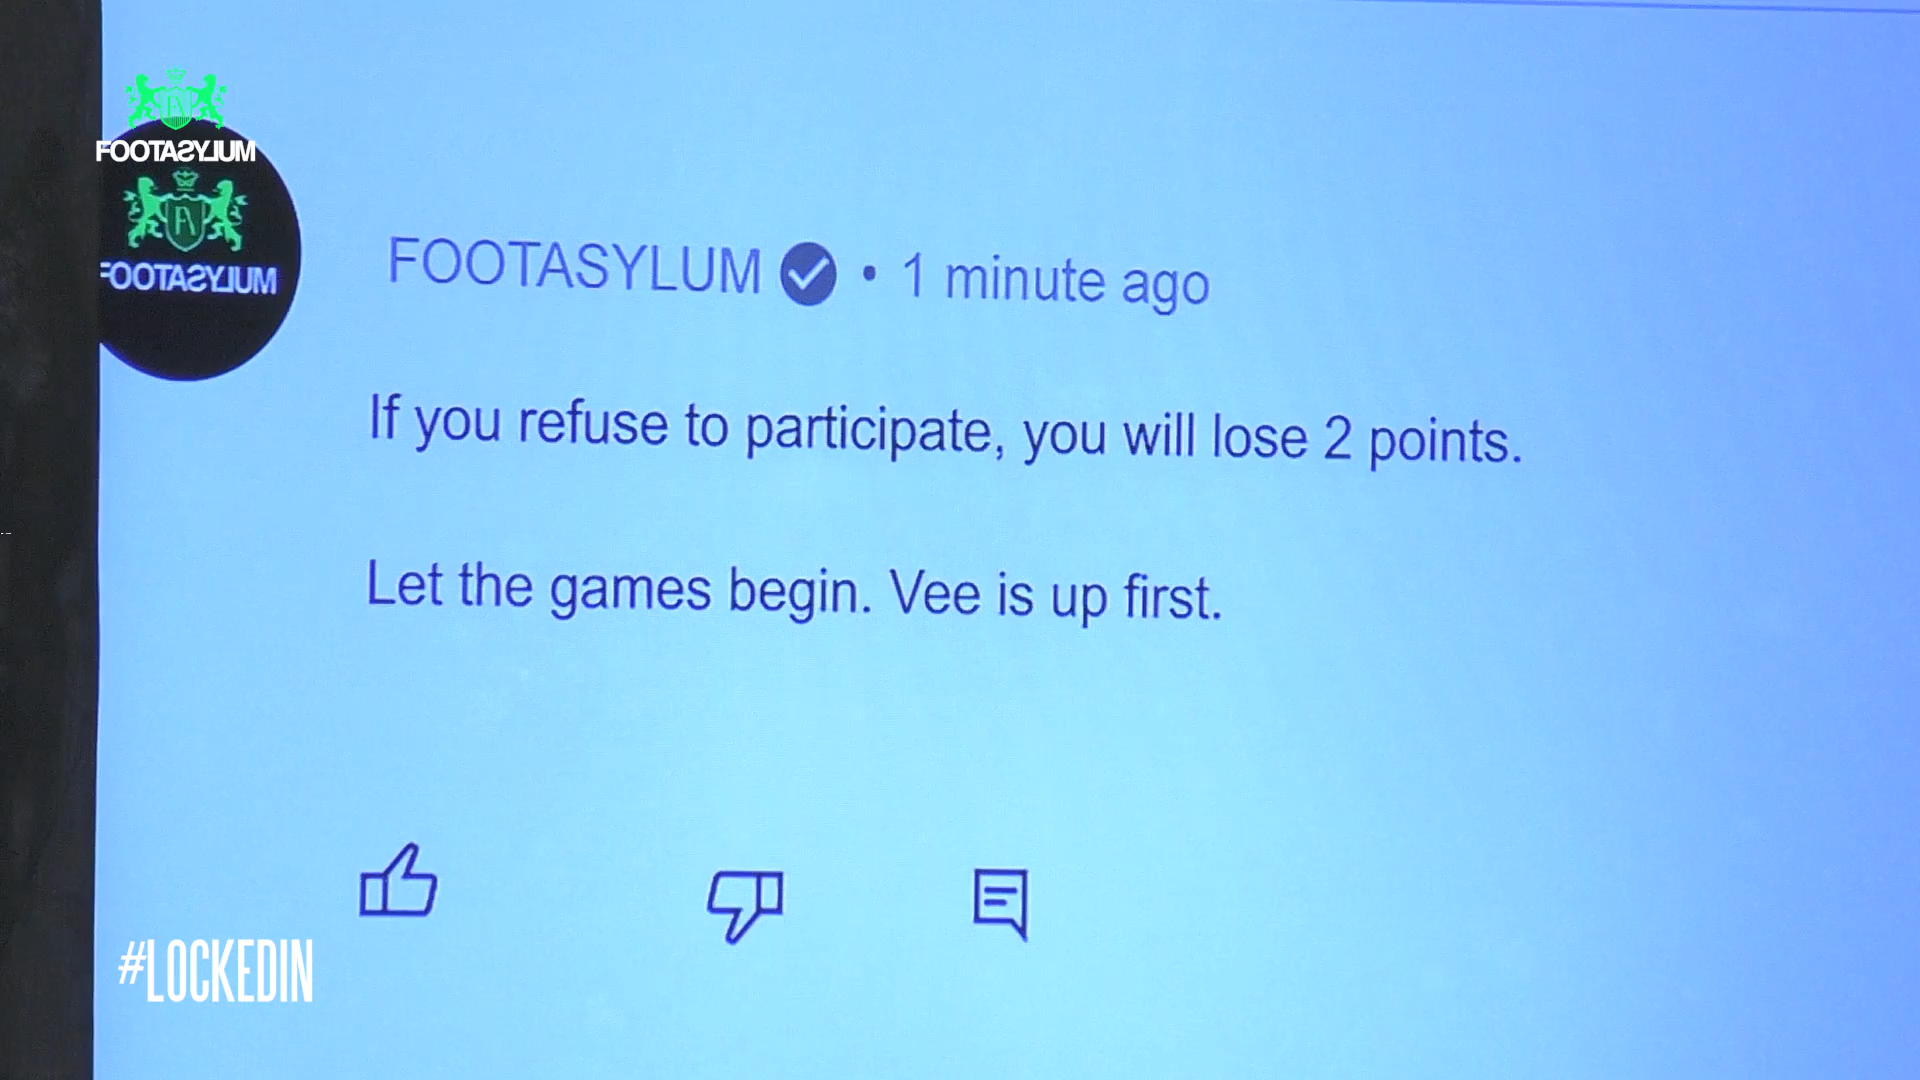 FOOTASYLUM
FOOTASYLUM
FOOTASYLUM • 1 minute ago
If you refuse to participate, you will lose 2 points.
Let the games begin. Vee is up first.
#LOCKEDIN